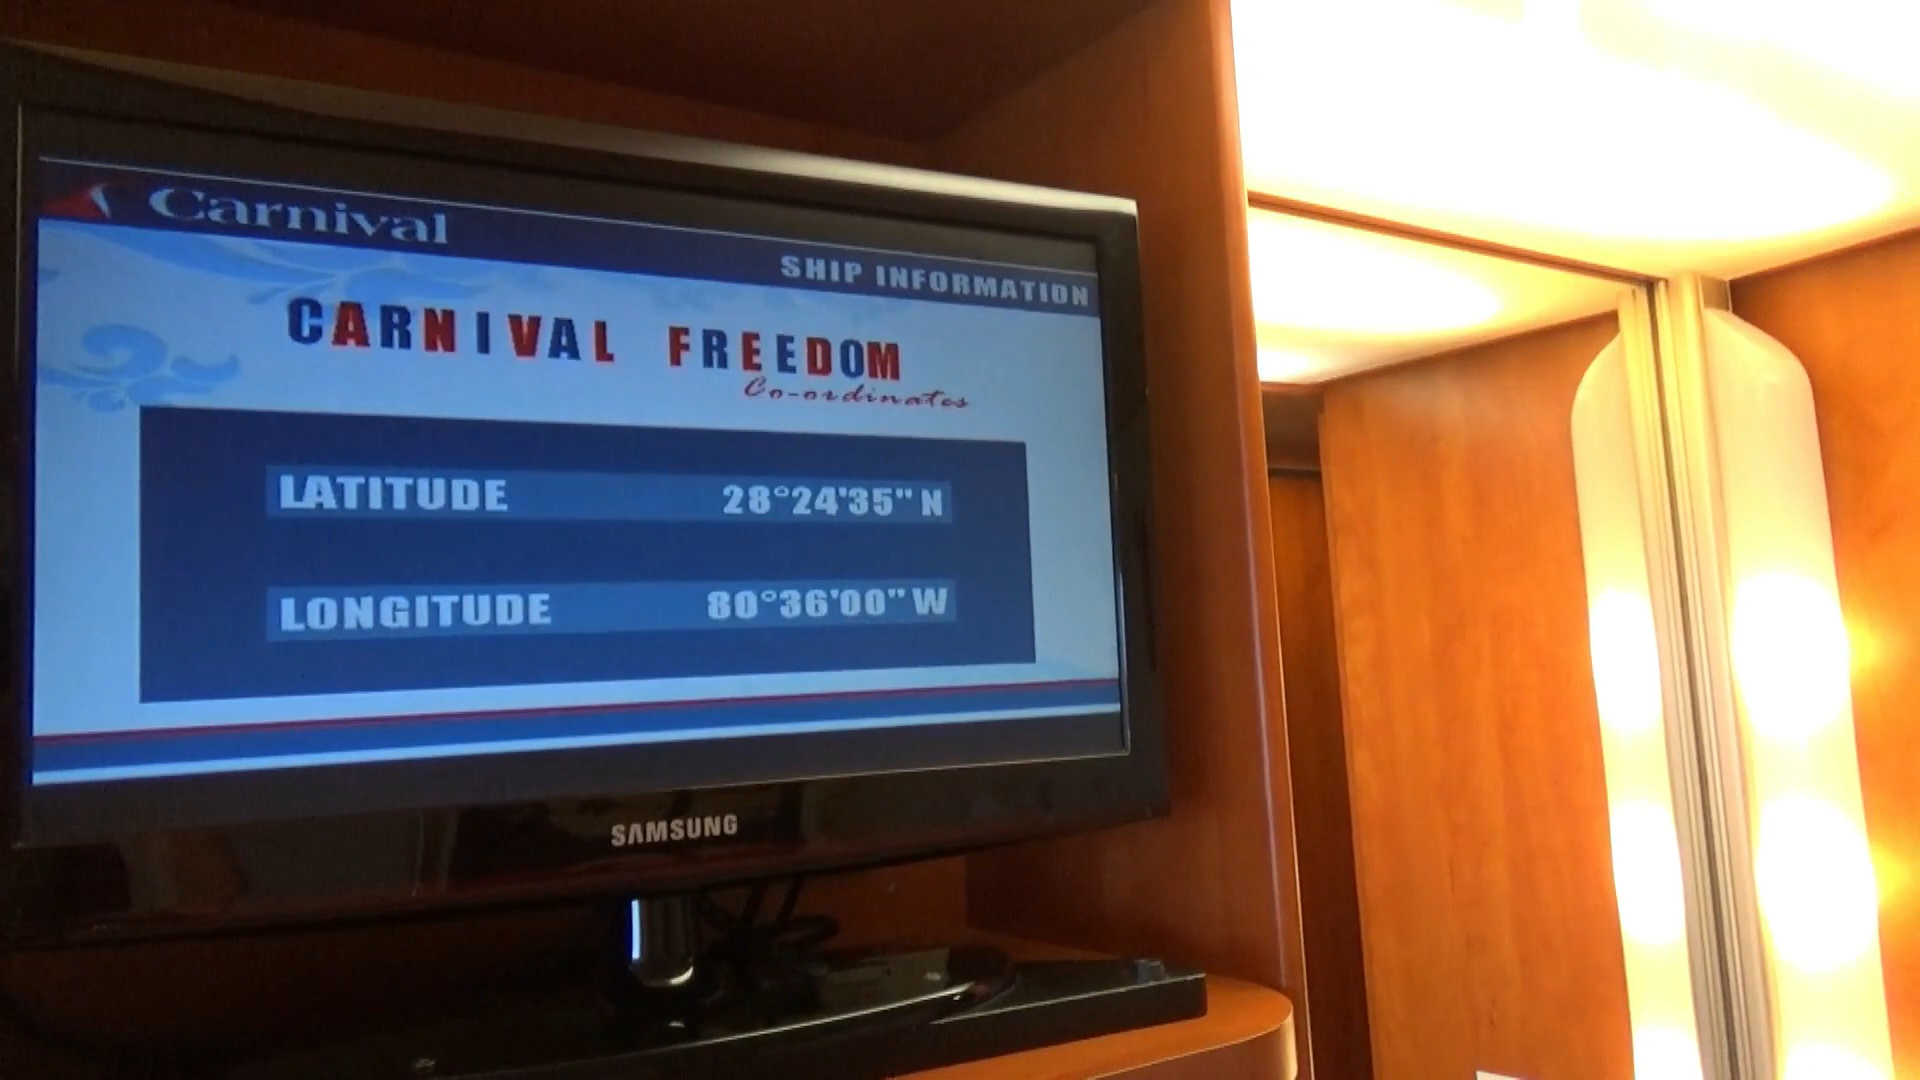 Carnival
SHIP INFORMATION
CARNIVAL FREEDOM
Co-ordinates
LATITUDE 28°24'35" N
LONGITUDE 80°36'00" W
SAMSUNG